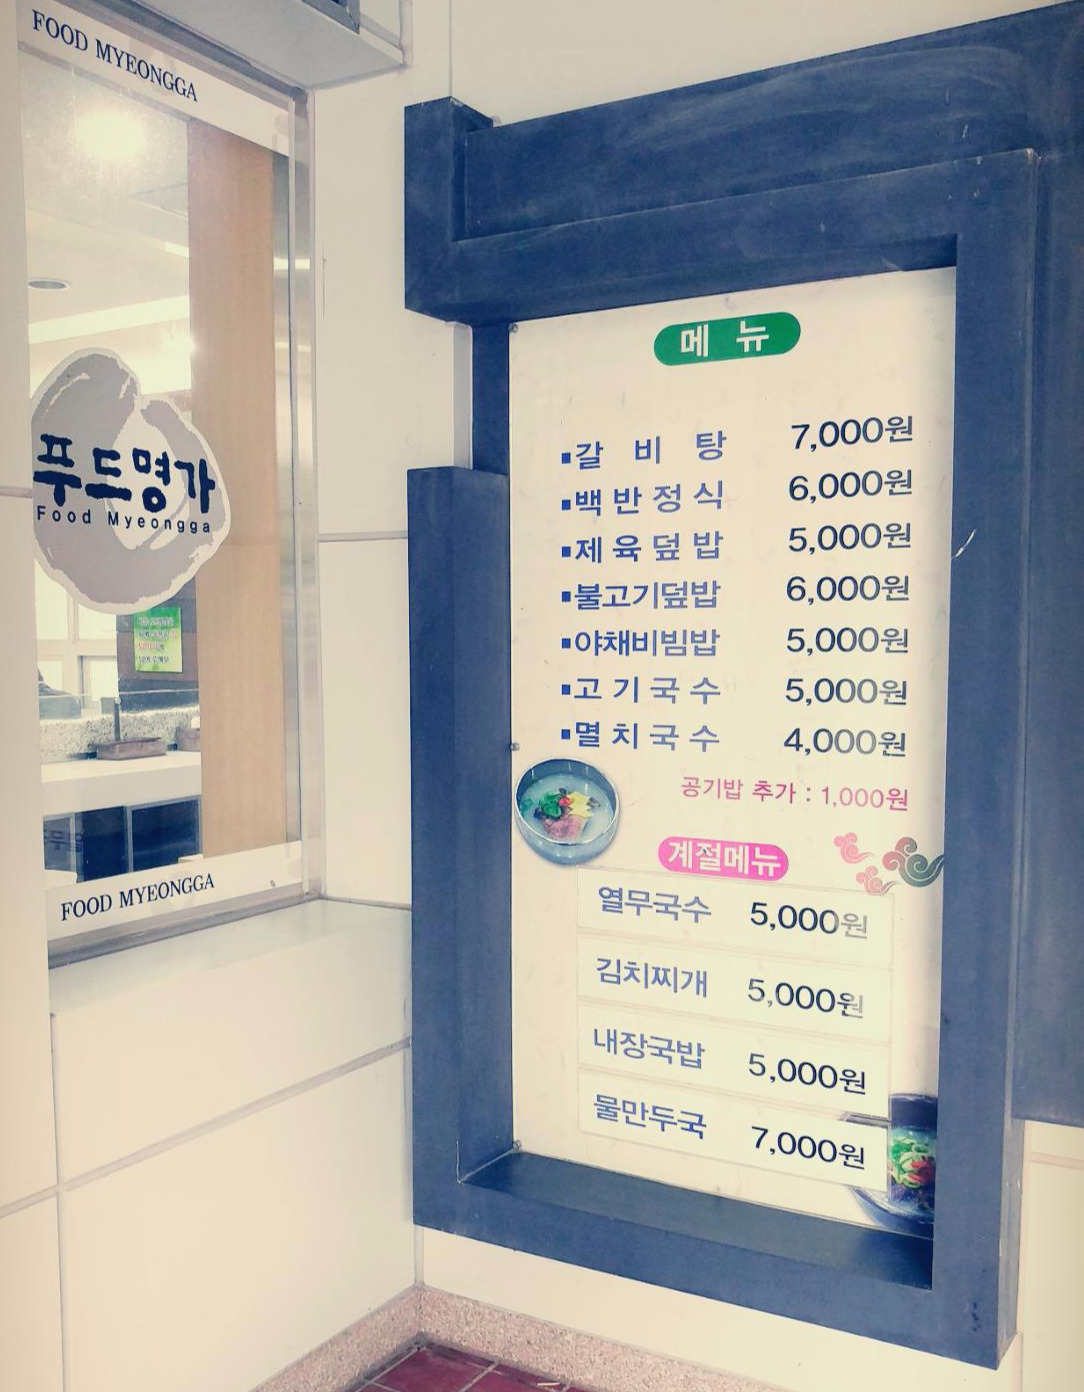 FOOD MYEONGGA
푸드명가
Food Myeongga
FOOD MYEONGGA
메 뉴
▪갈 비 탕 7,000원
▪백 반 정 식 6,000원
▪제 육 덮 밥 5,000원
▪불고기덮밥 6,000원
▪야채비빔밥 5,000원
▪고 기 국 수 5,000원
▪멸 치 국 수 4,000원
공기밥 추가 : 1,000원
계절메뉴
열무국수 5,000원
김치찌개 5,000원
내장국밥 5,000원
물만두국 7,000원